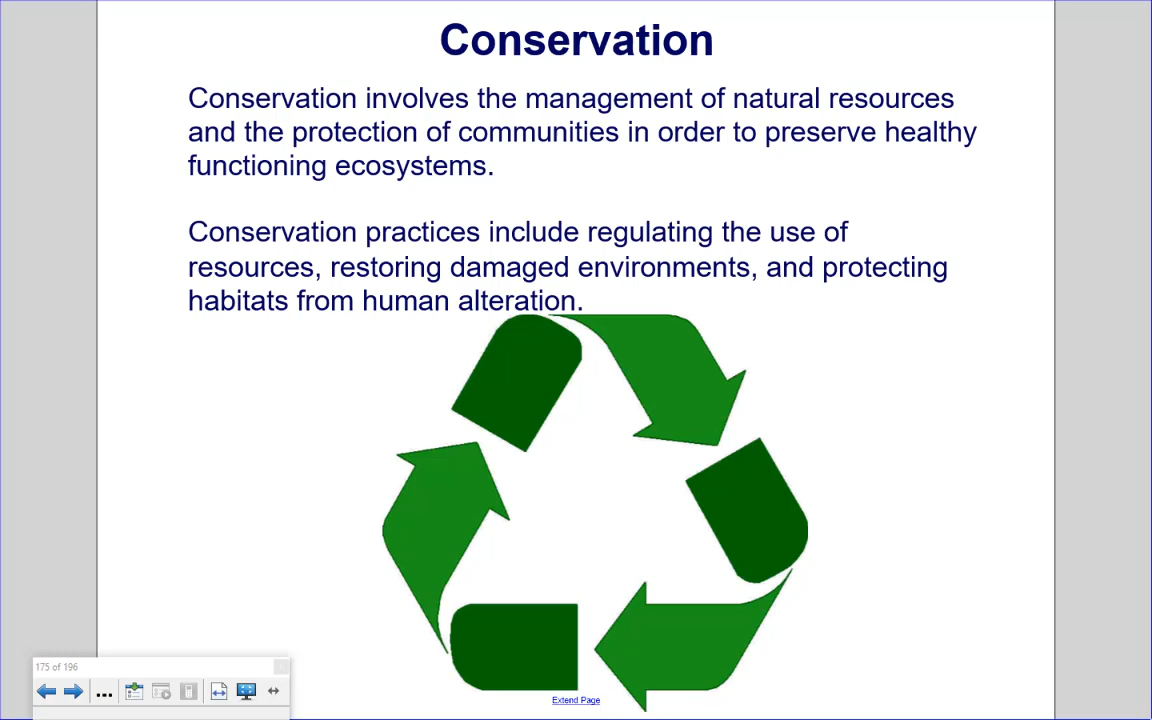 Conservation
Conservation involves the management of natural resources
and the protection of communities in order to preserve healthy
functioning ecosystems.
Conservation practices include regulating the use of
resources, restoring damaged environments, and protecting
habitats from human alteration.
175 of 196
...
Extend Page